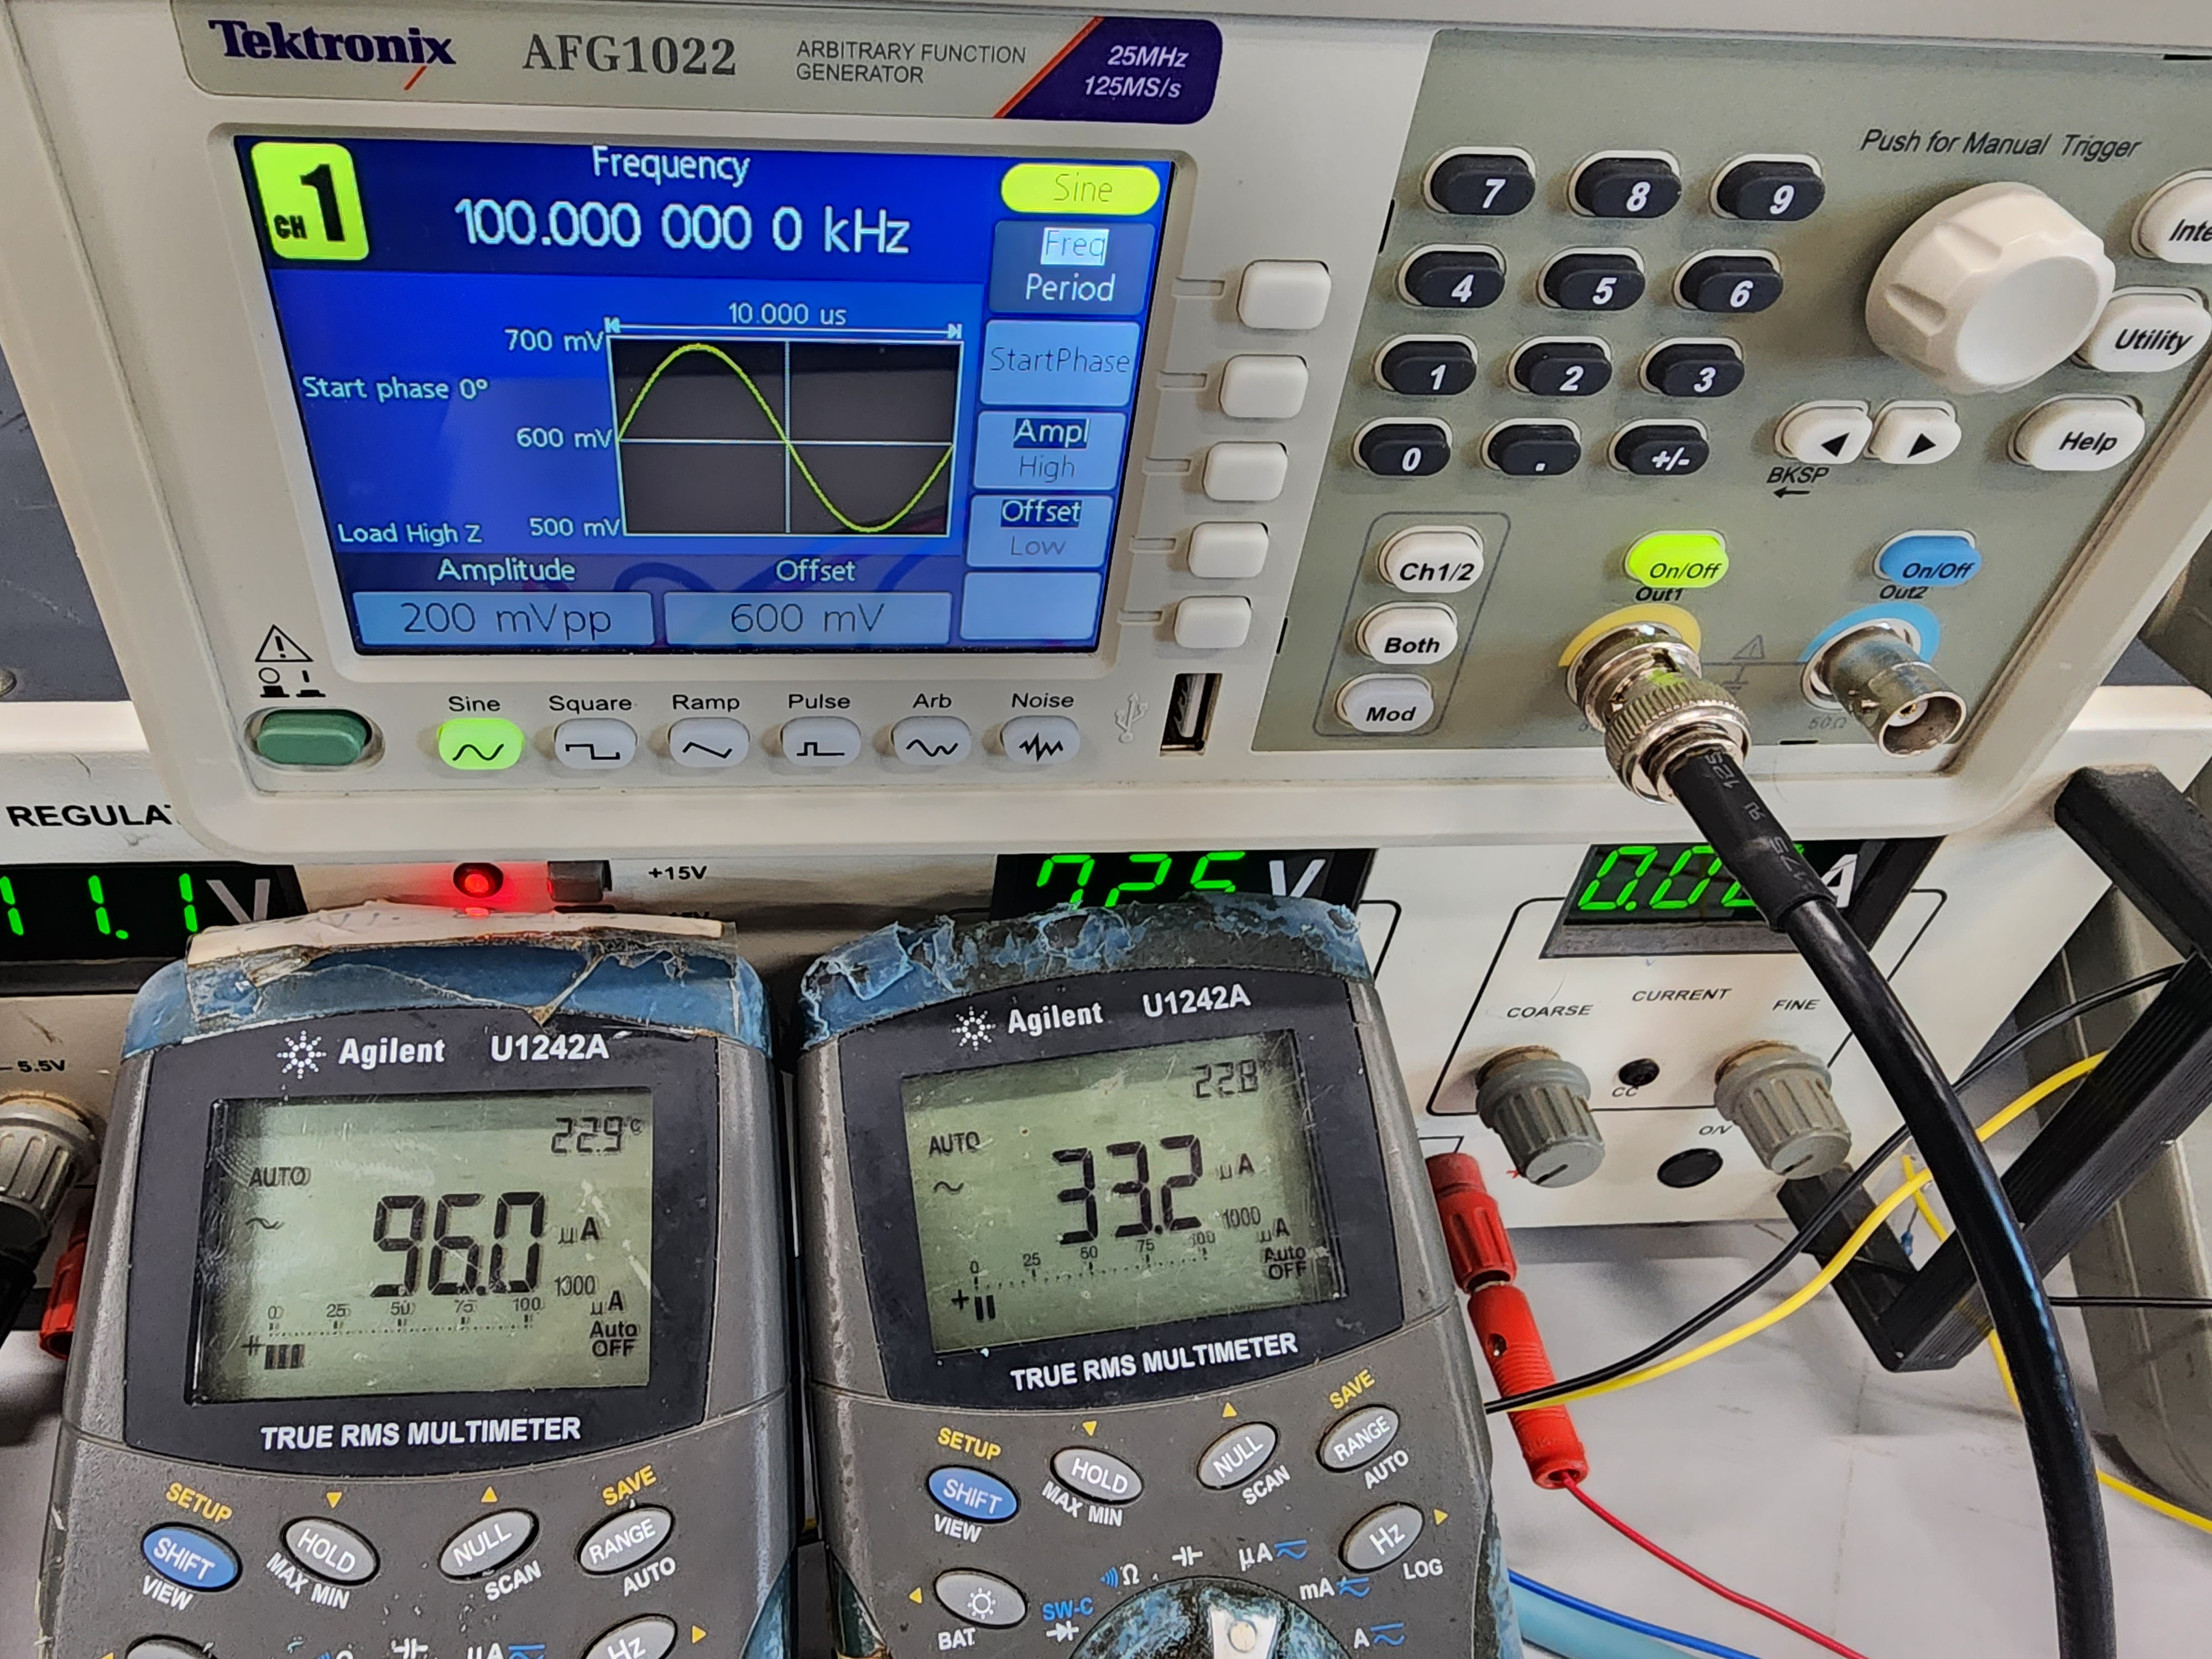 Tektronix AFG1022 ARBITRARY FUNCTION GENERATOR 25MHz 125MS/s
CH 1
Frequency
100.000 000 0 kHz
Sine
Freq
Period
StartPhase
Ampl
High
Offset
Low
10.000 us
700 mV
Start phase 0°
600 mV
Load High Z 500 mV
Amplitude Offset
200 mVpp 600 mV
Sine Square Ramp Pulse Arb Noise
Push for Manual Trigger
7 8 9
4 5 6
1 2 3
0 . +/-
BKSP
Utility
Help
Ch1/2
Both
Mod
On/Off
Out1
On/Off
Out2
50Ω
+15V
11.1 V
7.25 V
A
COARSE CURRENT FINE
CC
O/V
5.5V
Agilent U1242A
22.9°C
AUTO
96.0 µA
1000 µA
0 25 50 75 100
Auto OFF
TRUE RMS MULTIMETER
SETUP
SAVE
SHIFT HOLD NULL RANGE
VIEW MAX MIN SCAN AUTO
Hz
µA
Agilent U1242A
22.8
AUTO
33.2 µA
1000 µA
0 25 50 75 100
Auto OFF
TRUE RMS MULTIMETER
SETUP
SAVE
SHIFT HOLD NULL RANGE
VIEW MAX MIN SCAN AUTO
Hz
LOG
BAT
SW-C
Ω
µA
mA
A